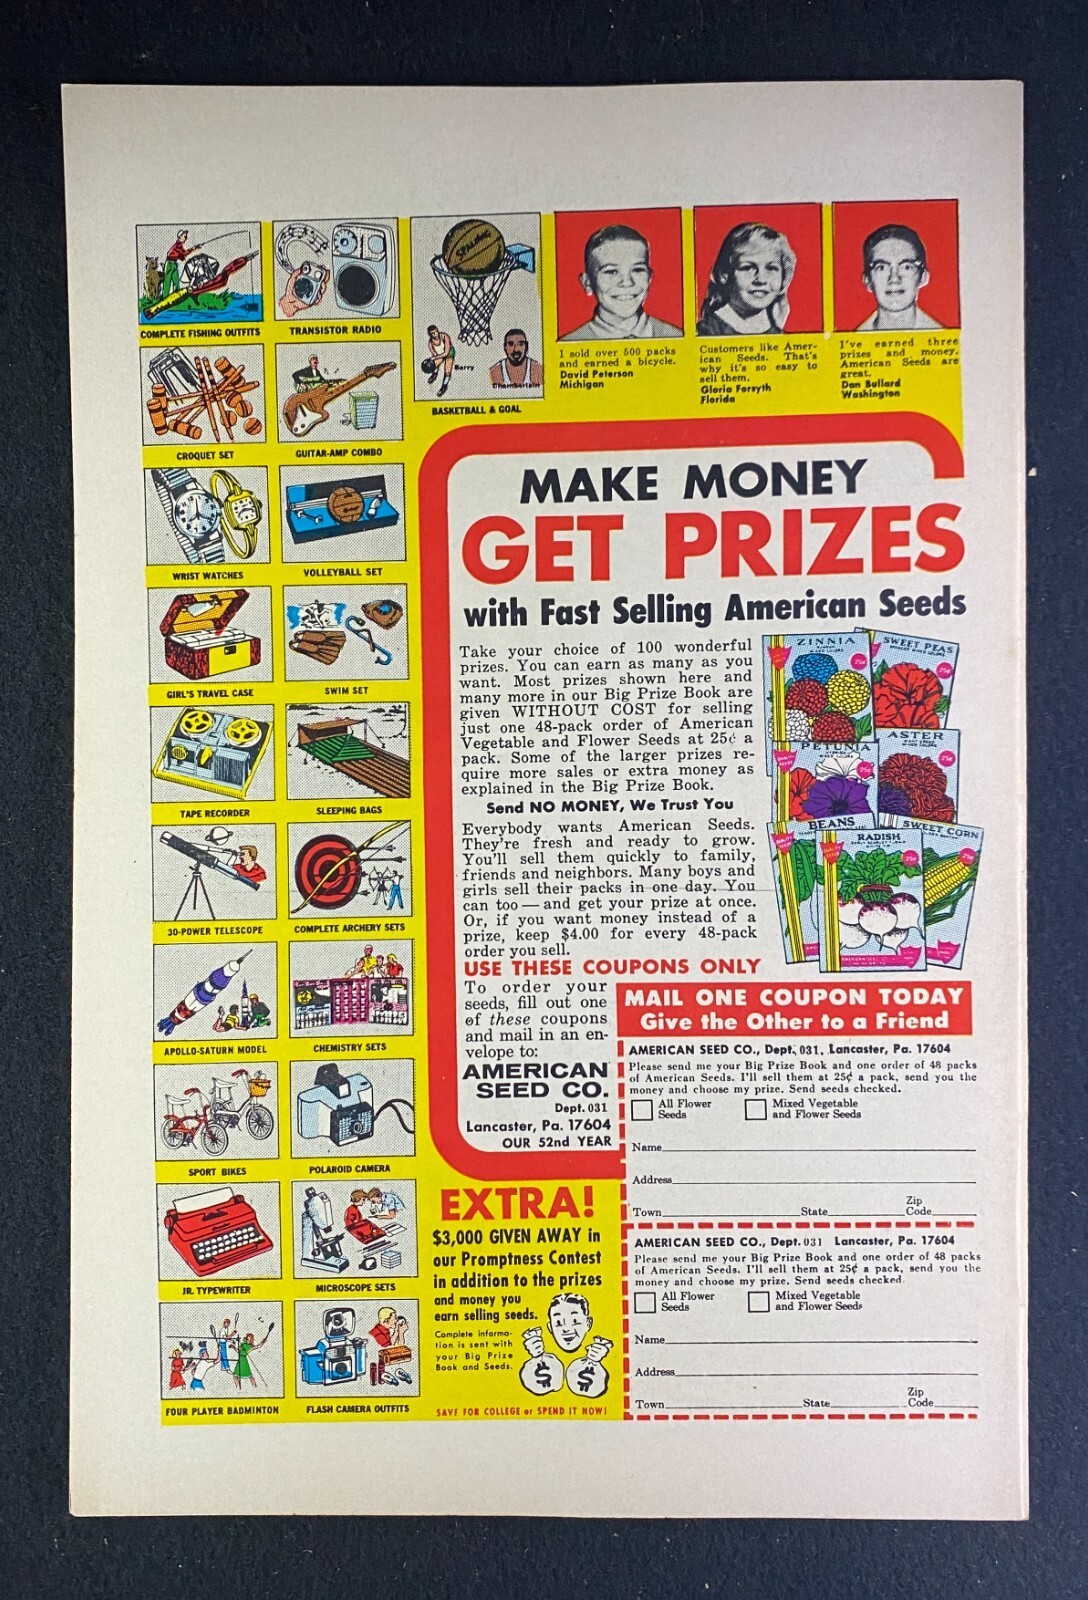 COMPLETE FISHING OUTFITS
TRANSISTOR RADIO
SPALDING
Barry
Chamberlain
BASKETBALL & GOAL
I sold over 500 packs
and earned a bicycle.
David Peterson
Michigan
Customers like Amer-
ican Seeds. That's
why it's so easy to
sell them.
Gloria Forsyth
Florida
I've earned three
prizes and money.
American Seeds are
great.
Dan Bullard
Washington
CROQUET SET
GUITAR-AMP COMBO
WRIST WATCHES
VOLLEYBALL SET
GIRL'S TRAVEL CASE
SWIM SET
TAPE RECORDER
SLEEPING BAGS
30-POWER TELESCOPE
COMPLETE ARCHERY SETS
APOLLO-SATURN MODEL
CHEMISTRY SETS
SPORT BIKES
POLAROID CAMERA
JR. TYPEWRITER
MICROSCOPE SETS
FOUR PLAYER BADMINTON
FLASH CAMERA OUTFITS
MAKE MONEY
GET PRIZES
with Fast Selling American Seeds
Take your choice of 100 wonderful
prizes. You can earn as many as you
want. Most prizes shown here and
many more in our Big Prize Book are
given WITHOUT COST for selling
just one 48-pack order of American
Vegetable and Flower Seeds at 25¢ a
pack. Some of the larger prizes re-
quire more sales or extra money as
explained in the Big Prize Book.
Send NO MONEY, We Trust You
Everybody wants American Seeds.
They're fresh and ready to grow.
You'll sell them quickly to family,
friends and neighbors. Many boys and
girls sell their packs in one day. You
can too — and get your prize at once.
Or, if you want money instead of a
prize, keep $4.00 for every 48-pack
order you sell.
ZINNIA
25¢
SWEET PEAS
25¢
PETUNIA
25¢
ASTER
25¢
BEANS
RADISH
25¢
SWEET CORN
25¢
USE THESE COUPONS ONLY
To order your
seeds, fill out one
of these coupons
and mail in an en-
velope to:
AMERICAN
SEED CO.
Dept. 031
Lancaster, Pa. 17604
OUR 52nd YEAR
MAIL ONE COUPON TODAY
Give the Other to a Friend
AMERICAN SEED CO., Dept. 031, Lancaster, Pa. 17604
Please send me your Big Prize Book and one order of 48 packs
of American Seeds. I'll sell them at 25¢ a pack, send you the
money and choose my prize. Send seeds checked.
All Flower
Seeds
Mixed Vegetable
and Flower Seeds
Name
Address
Town State Zip Code
AMERICAN SEED CO., Dept. 031 Lancaster, Pa. 17604
Please send me your Big Prize Book and one order of 48 packs
of American Seeds. I'll sell them at 25¢ a pack, send you the
money and choose my prize. Send seeds checked.
All Flower
Seeds
Mixed Vegetable
and Flower Seeds
Name
Address
Town State Zip Code
EXTRA!
$3,000 GIVEN AWAY in
our Promptness Contest
in addition to the prizes
and money you
earn selling seeds.
Complete informa-
tion is sent with
your Big Prize
Book and Seeds.
$ $
SAVE FOR COLLEGE or SPEND IT NOW!